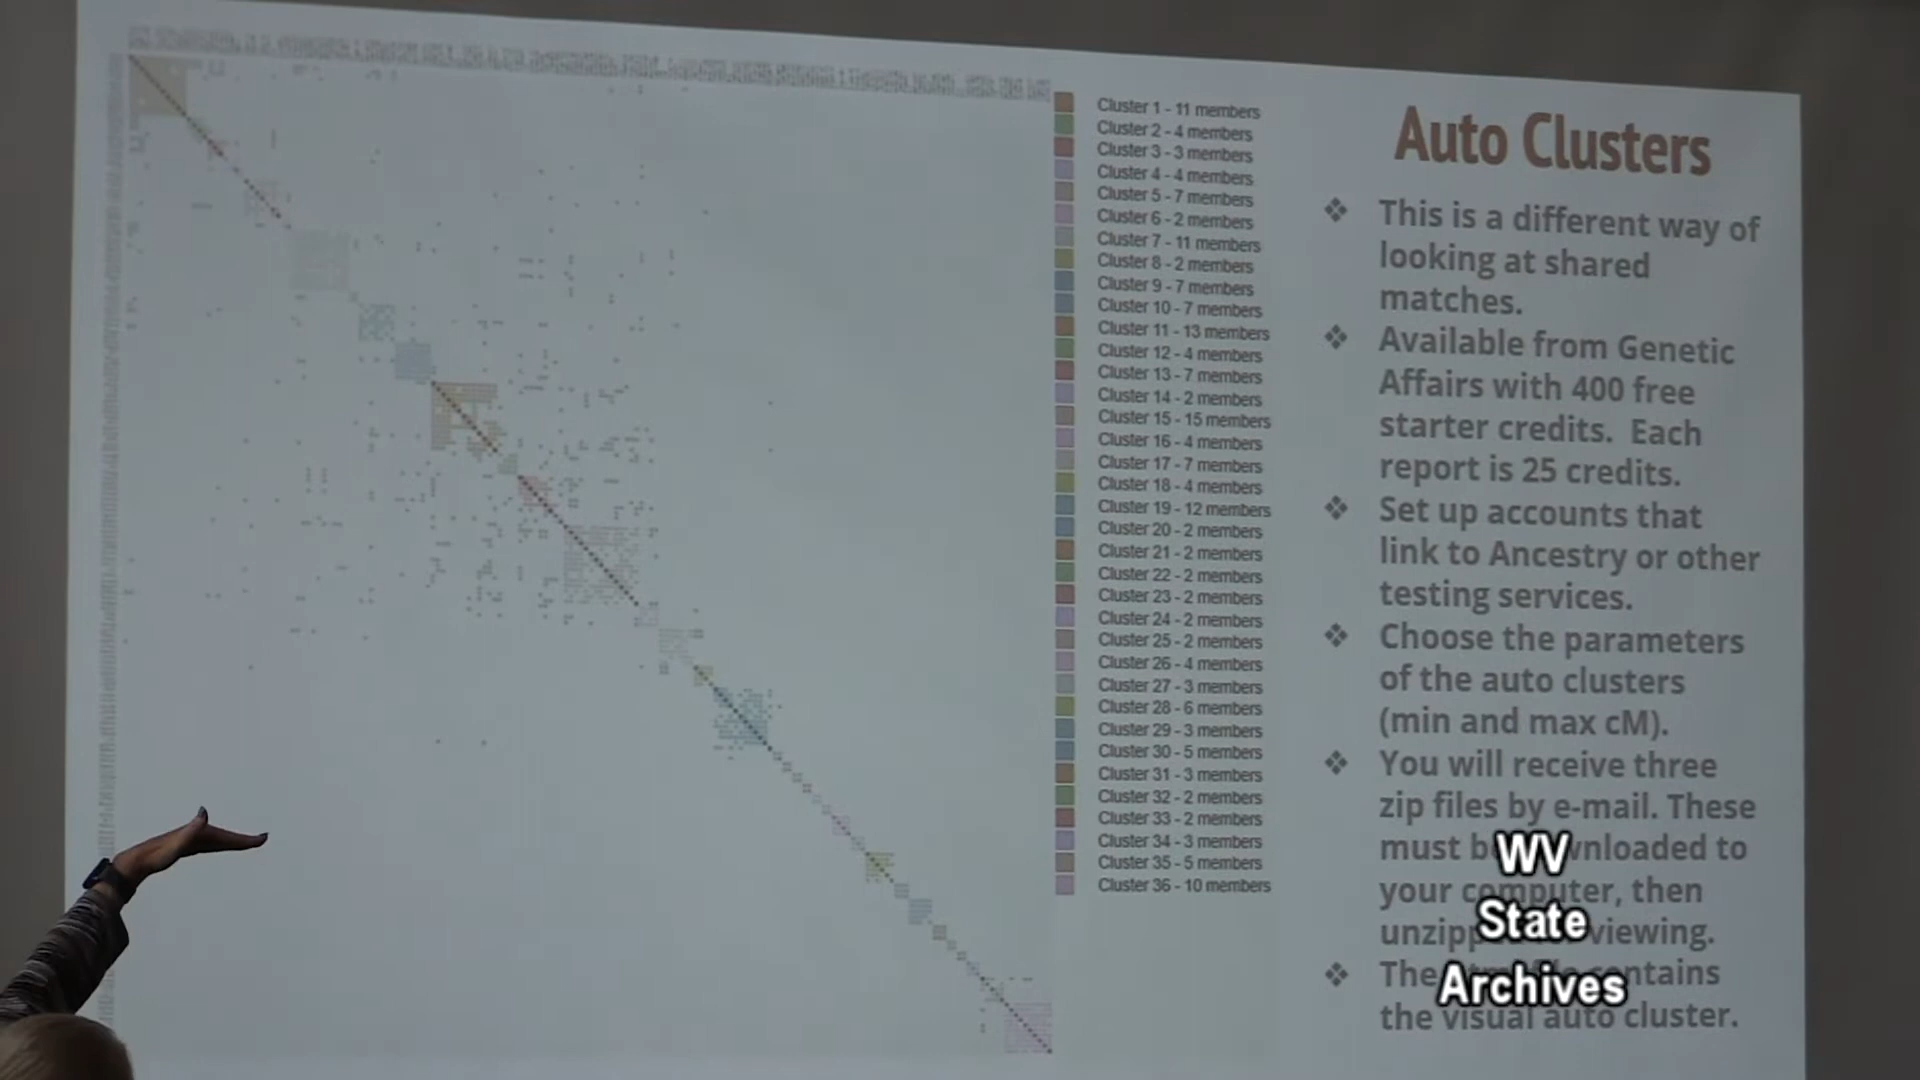 Cluster 1 - 11 members
Cluster 2 - 4 members
Cluster 3 - 3 members
Cluster 4 - 4 members
Cluster 5 - 7 members
Cluster 6 - 2 members
Cluster 7 - 11 members
Cluster 8 - 2 members
Cluster 9 - 7 members
Cluster 10 - 7 members
Cluster 11 - 13 members
Cluster 12 - 4 members
Cluster 13 - 7 members
Cluster 14 - 2 members
Cluster 15 - 15 members
Cluster 16 - 4 members
Cluster 17 - 7 members
Cluster 18 - 4 members
Cluster 19 - 12 members
Cluster 20 - 2 members
Cluster 21 - 2 members
Cluster 22 - 2 members
Cluster 23 - 2 members
Cluster 24 - 2 members
Cluster 25 - 2 members
Cluster 26 - 4 members
Cluster 27 - 3 members
Cluster 28 - 6 members
Cluster 29 - 3 members
Cluster 30 - 5 members
Cluster 31 - 3 members
Cluster 32 - 2 members
Cluster 33 - 2 members
Cluster 34 - 3 members
Cluster 35 - 5 members
Cluster 36 - 10 members
Auto Clusters
❖ This is a different way of
looking at shared
matches.
❖ Available from Genetic
Affairs with 400 free
starter credits. Each
report is 25 credits.
❖ Set up accounts that
link to Ancestry or other
testing services.
❖ Choose the parameters
of the auto clusters
(min and max cM).
❖ You will receive three
zip files by e-mail. These
must to
your computer, then
viewing.
❖ The
the visual auto cluster.
WV
State
Archives